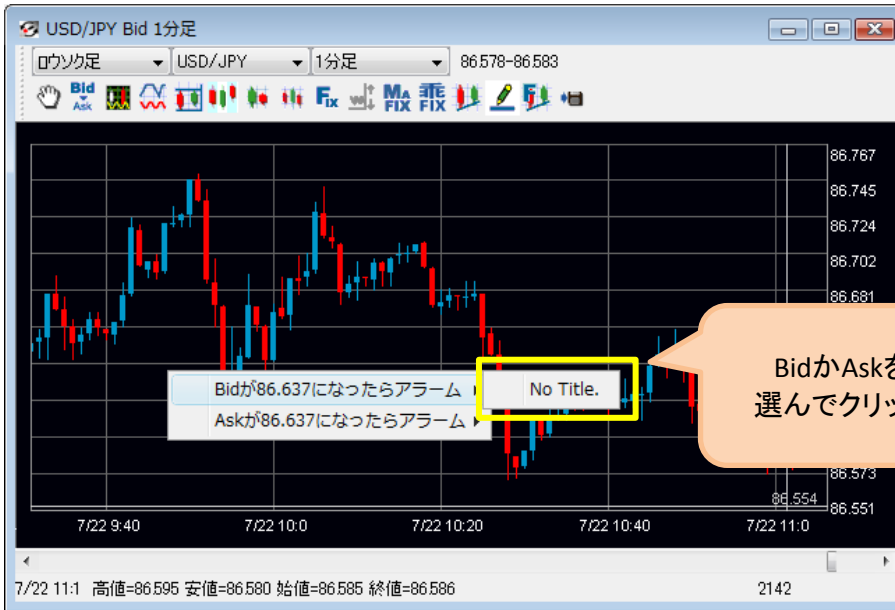 USD/JPY Bid 1分足
ロウソク足 USD/JPY 1分足 86.578-86.583
Bid
Ask
Fix
MA
FIX
乖
FIX
86.767
86.745
86.724
86.702
86.681
BidかAskを
選んでクリッ
Bidが86.637になったらアラーム
No Title.
Askが86.637になったらアラーム
86.573
86.554
86.551
7/22 9:40 7/22 10:0 7/22 10:20 7/22 10:40 7/22 11:0
7/22 11:1 高値=86.595 安値=86.580 始値=86.585 終値=86.586 2142